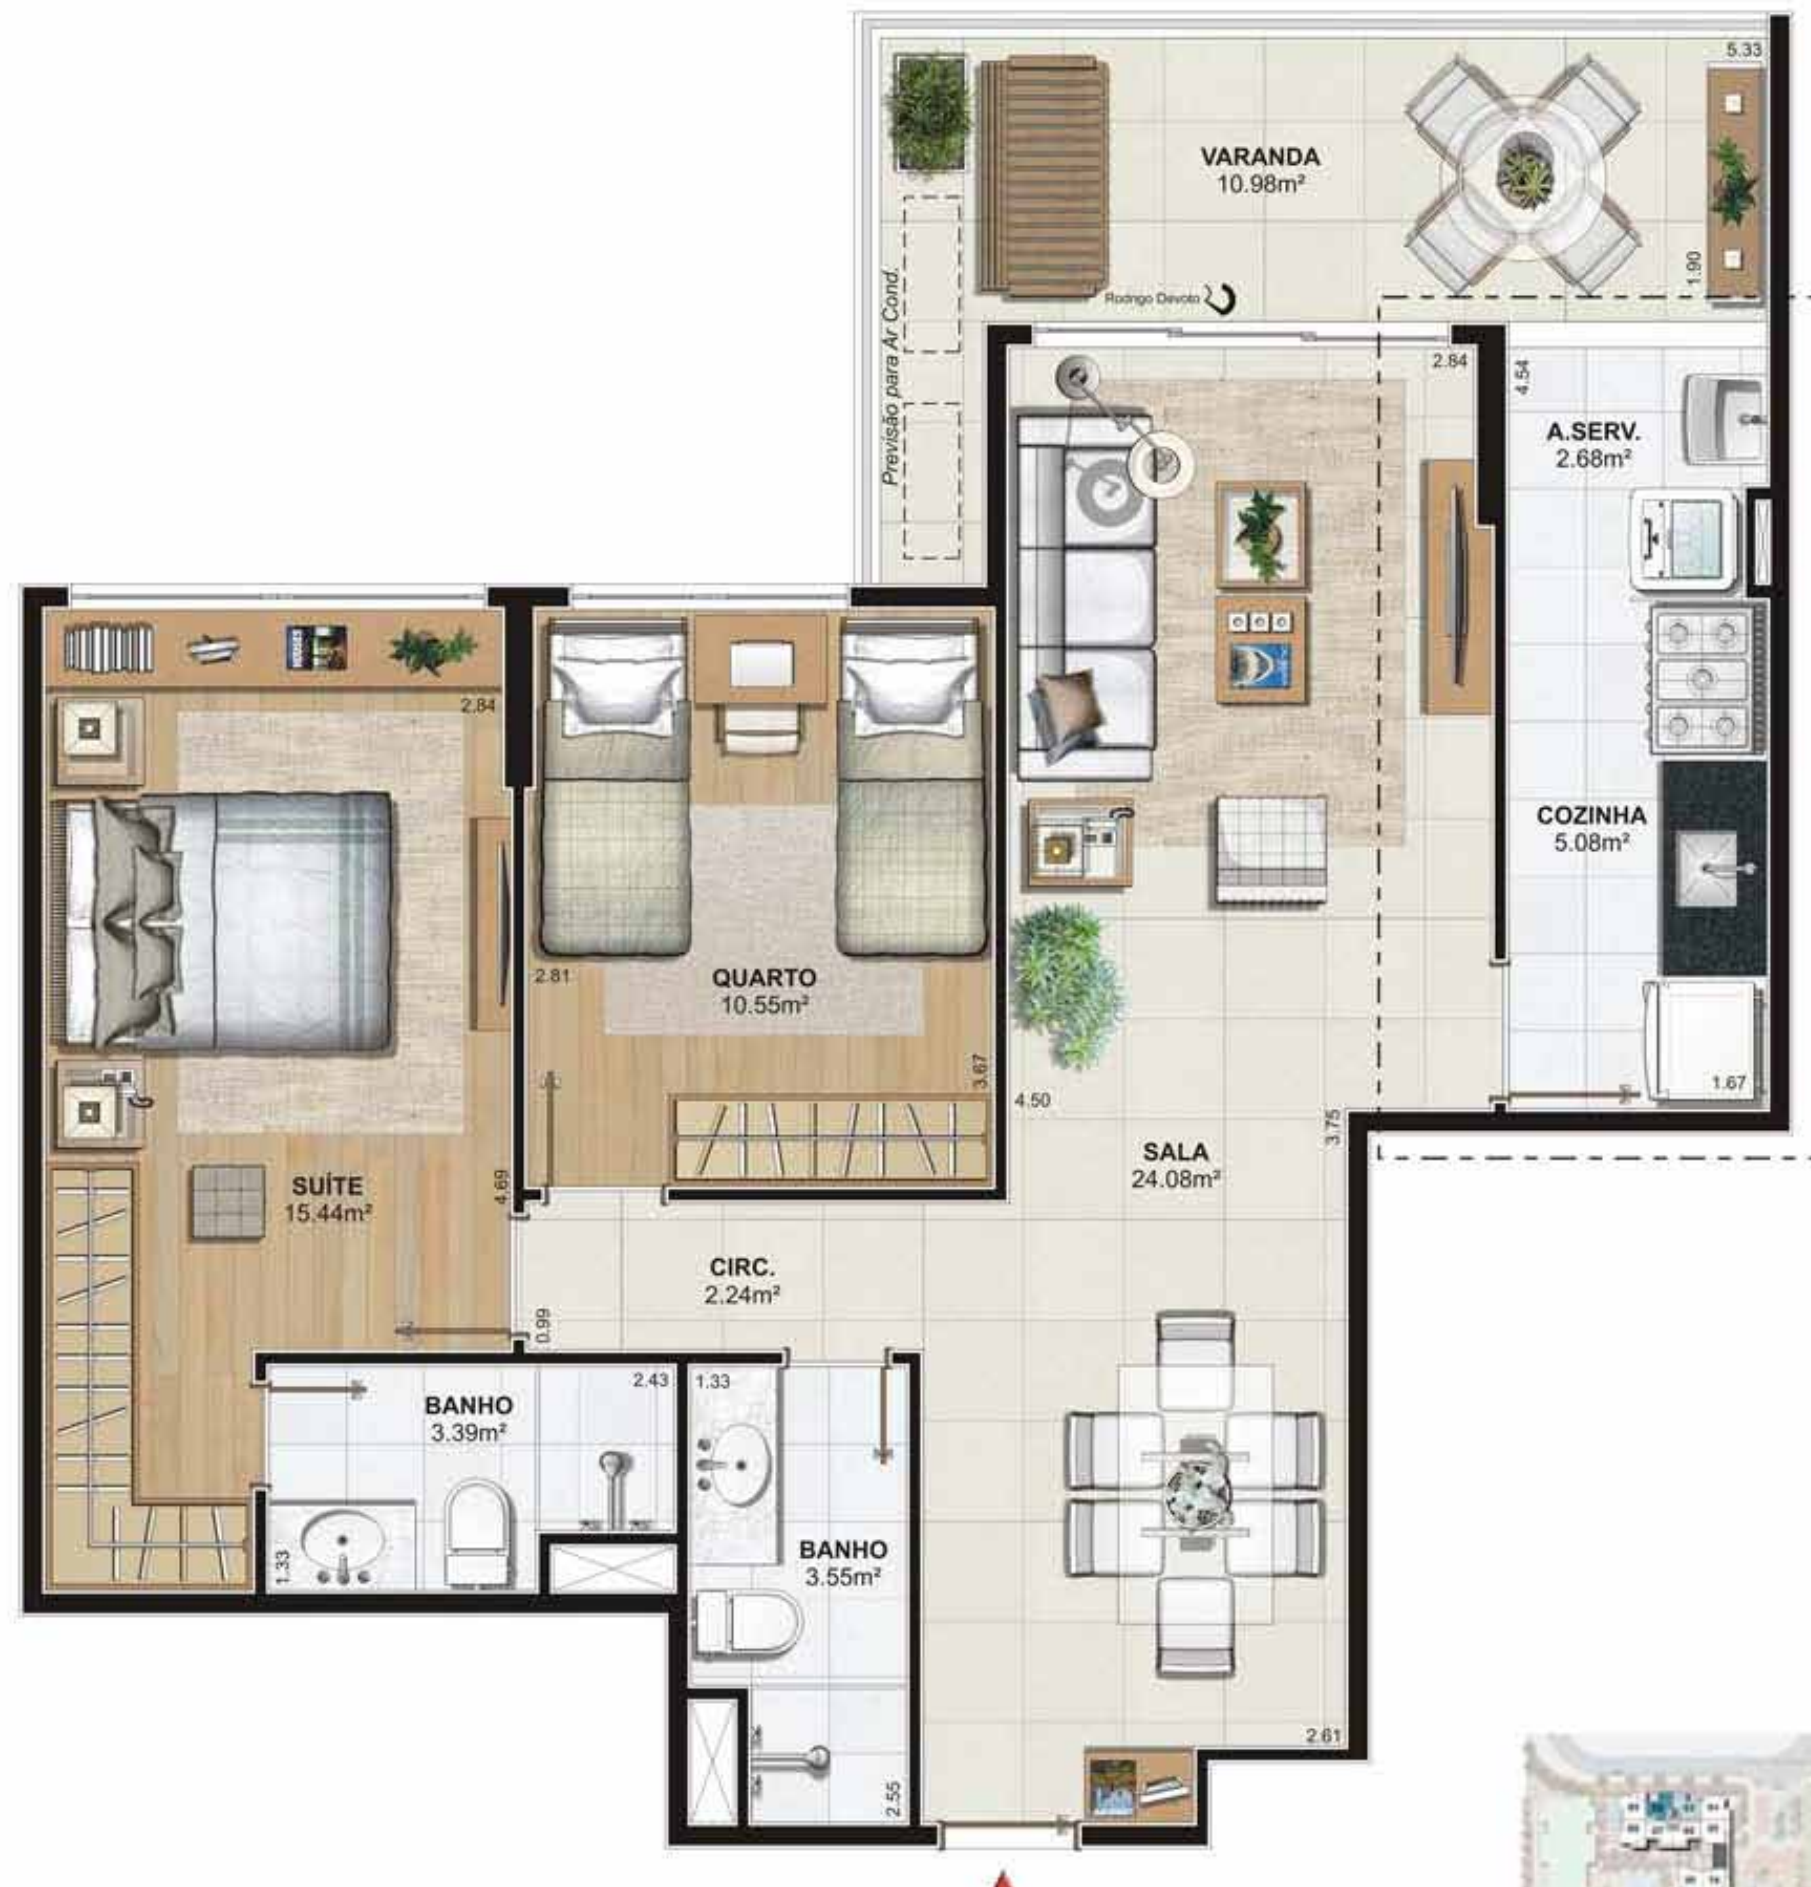 5.33
VARANDA
10.98m²
1.90
Rodrigo Devoto
Previsão para Ar Cond.
2.84
4.54
A.SERV.
2.68m²
2.84
COZINHA
5.08m²
2.81
QUARTO
10.55m²
3.67
1.67
4.50
3.75
SALA
24.08m²
SUÍTE
15.44m²
4.69
CIRC.
2.24m²
0.99
2.43
1.33
BANHO
3.39m²
1.33
BANHO
3.55m²
2.61
2.55